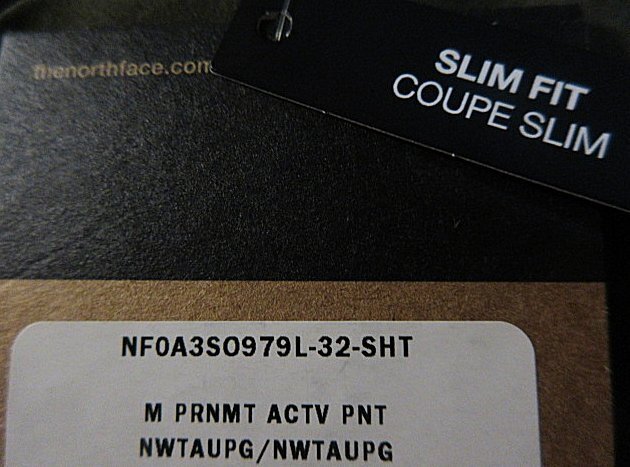 thenorthface.com
SLIM FIT
COUPE SLIM
NF0A3SO979L-32-SHT
M PRNMT ACTV PNT
NWTAUPG/NWTAUPG